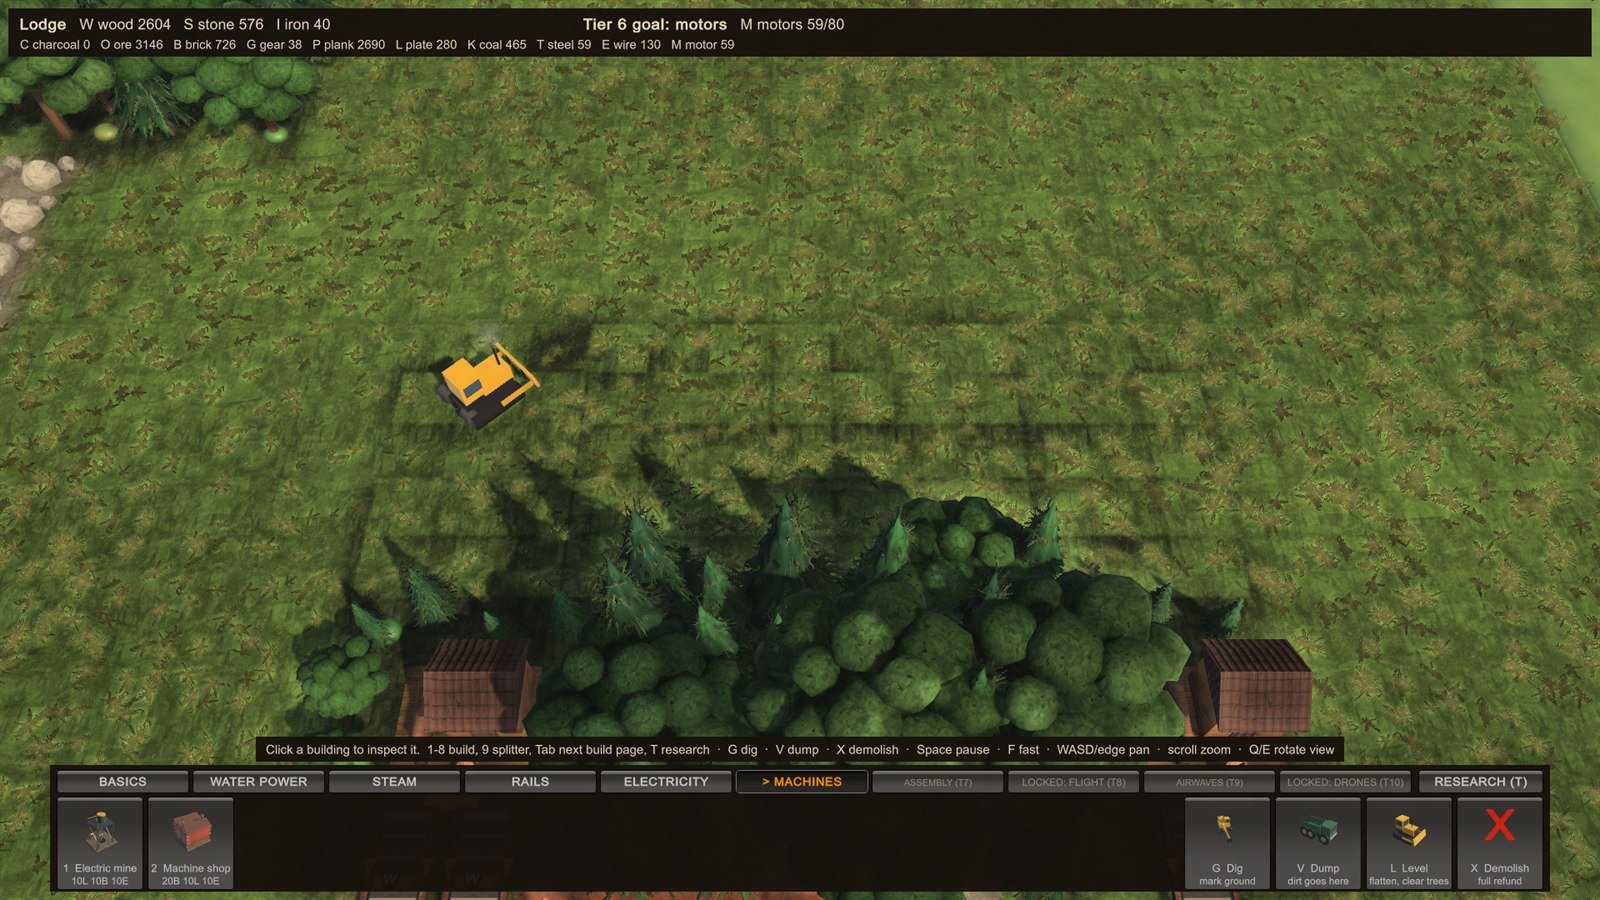 Lodge W wood 2604 S stone 576 I iron 40
Tier 6 goal: motors M motors 59/80
C charcoal 0 O ore 3146 B brick 726 G gear 38 P plank 2690 L plate 280 K coal 465 T steel 59 E wire 130 M motor 59
Click a building to inspect it. 1-8 build, 9 splitter, Tab next build page, T research · G dig · V dump · X demolish · Space pause · F fast · WASD/edge pan · scroll zoom · Q/E rotate view
BASICS
WATER POWER
STEAM
RAILS
ELECTRICITY
> MACHINES
ASSEMBLY (T7)
LOCKED: FLIGHT (T8)
AIRWAVES (T9)
LOCKED: DRONES (T10)
RESEARCH (T)
1 Electric mine
10L 10B 10E
2 Machine shop
20B 10L 10E
G Dig
mark ground
V Dump
dirt goes here
L Level
flatten, clear trees
X Demolish
full refund